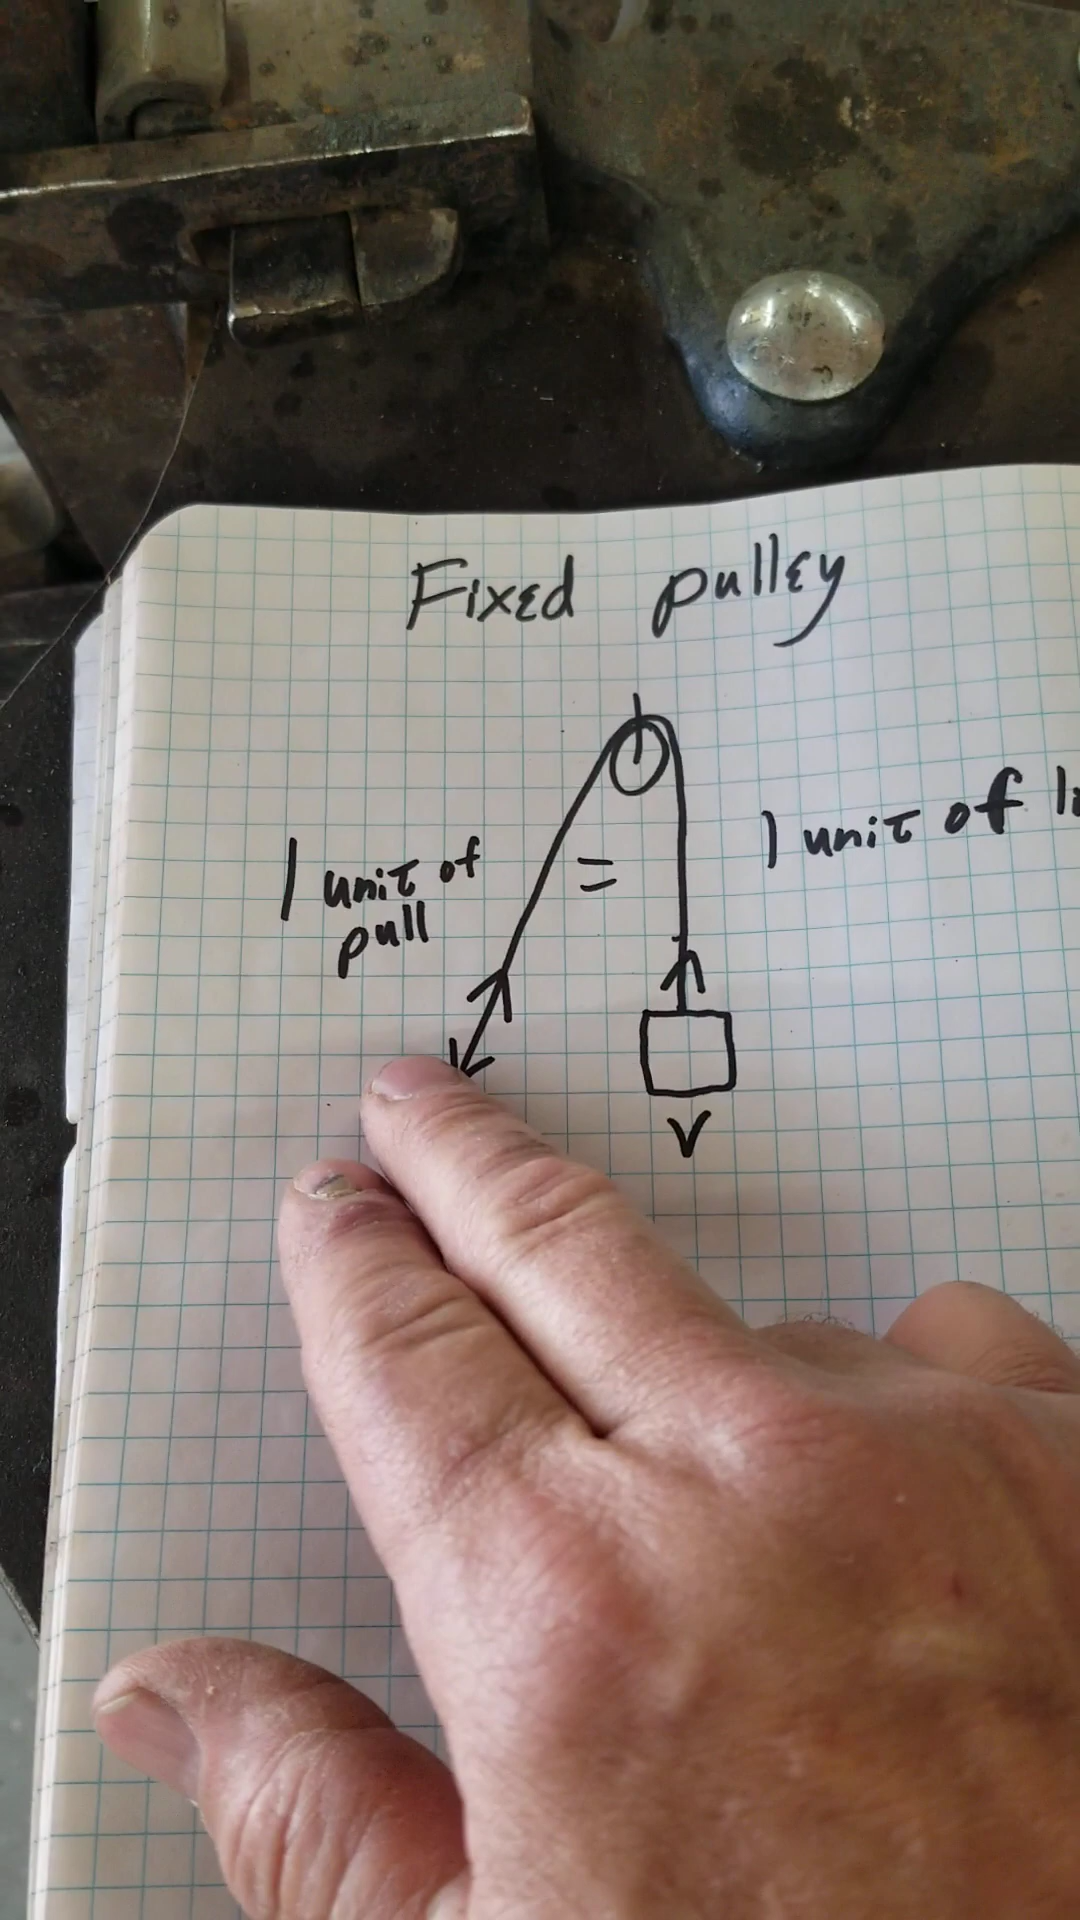 Fixed pulley
1 unit of
pull
=
1 unit of
V